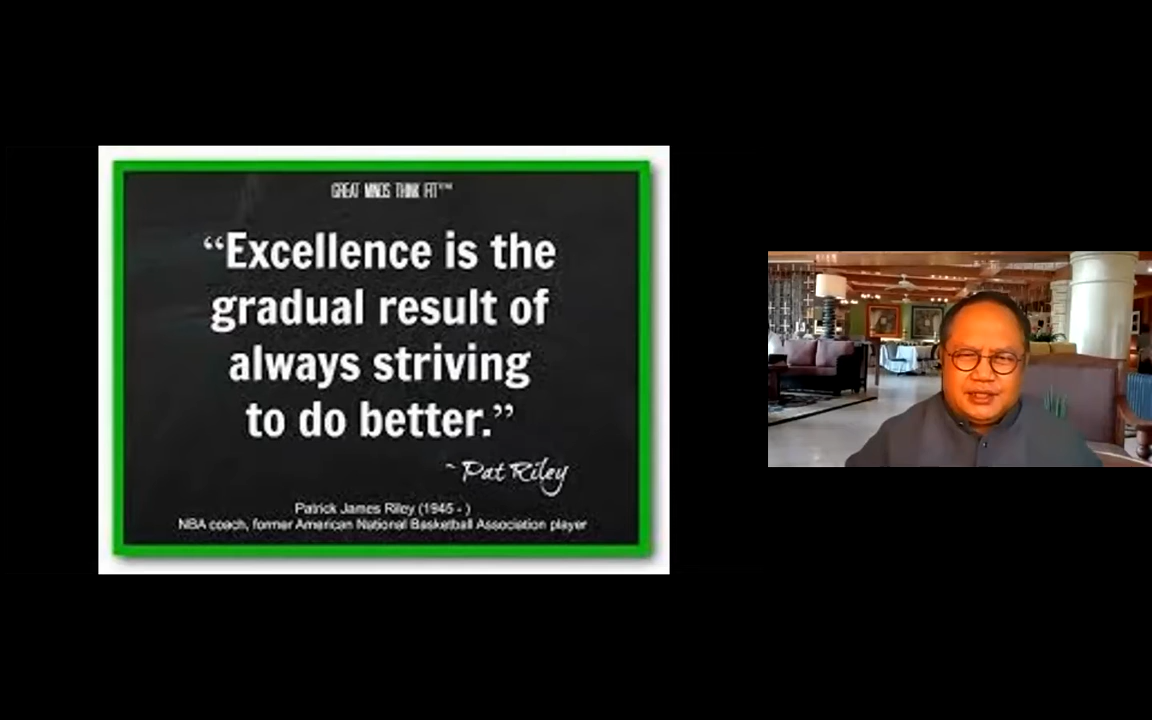 GREAT MINDS THINK FIT™
“Excellence is the
gradual result of
always striving
to do better.”
~ Pat Riley
Patrick James Riley (1945 - )
NBA coach, former American National Basketball Association player